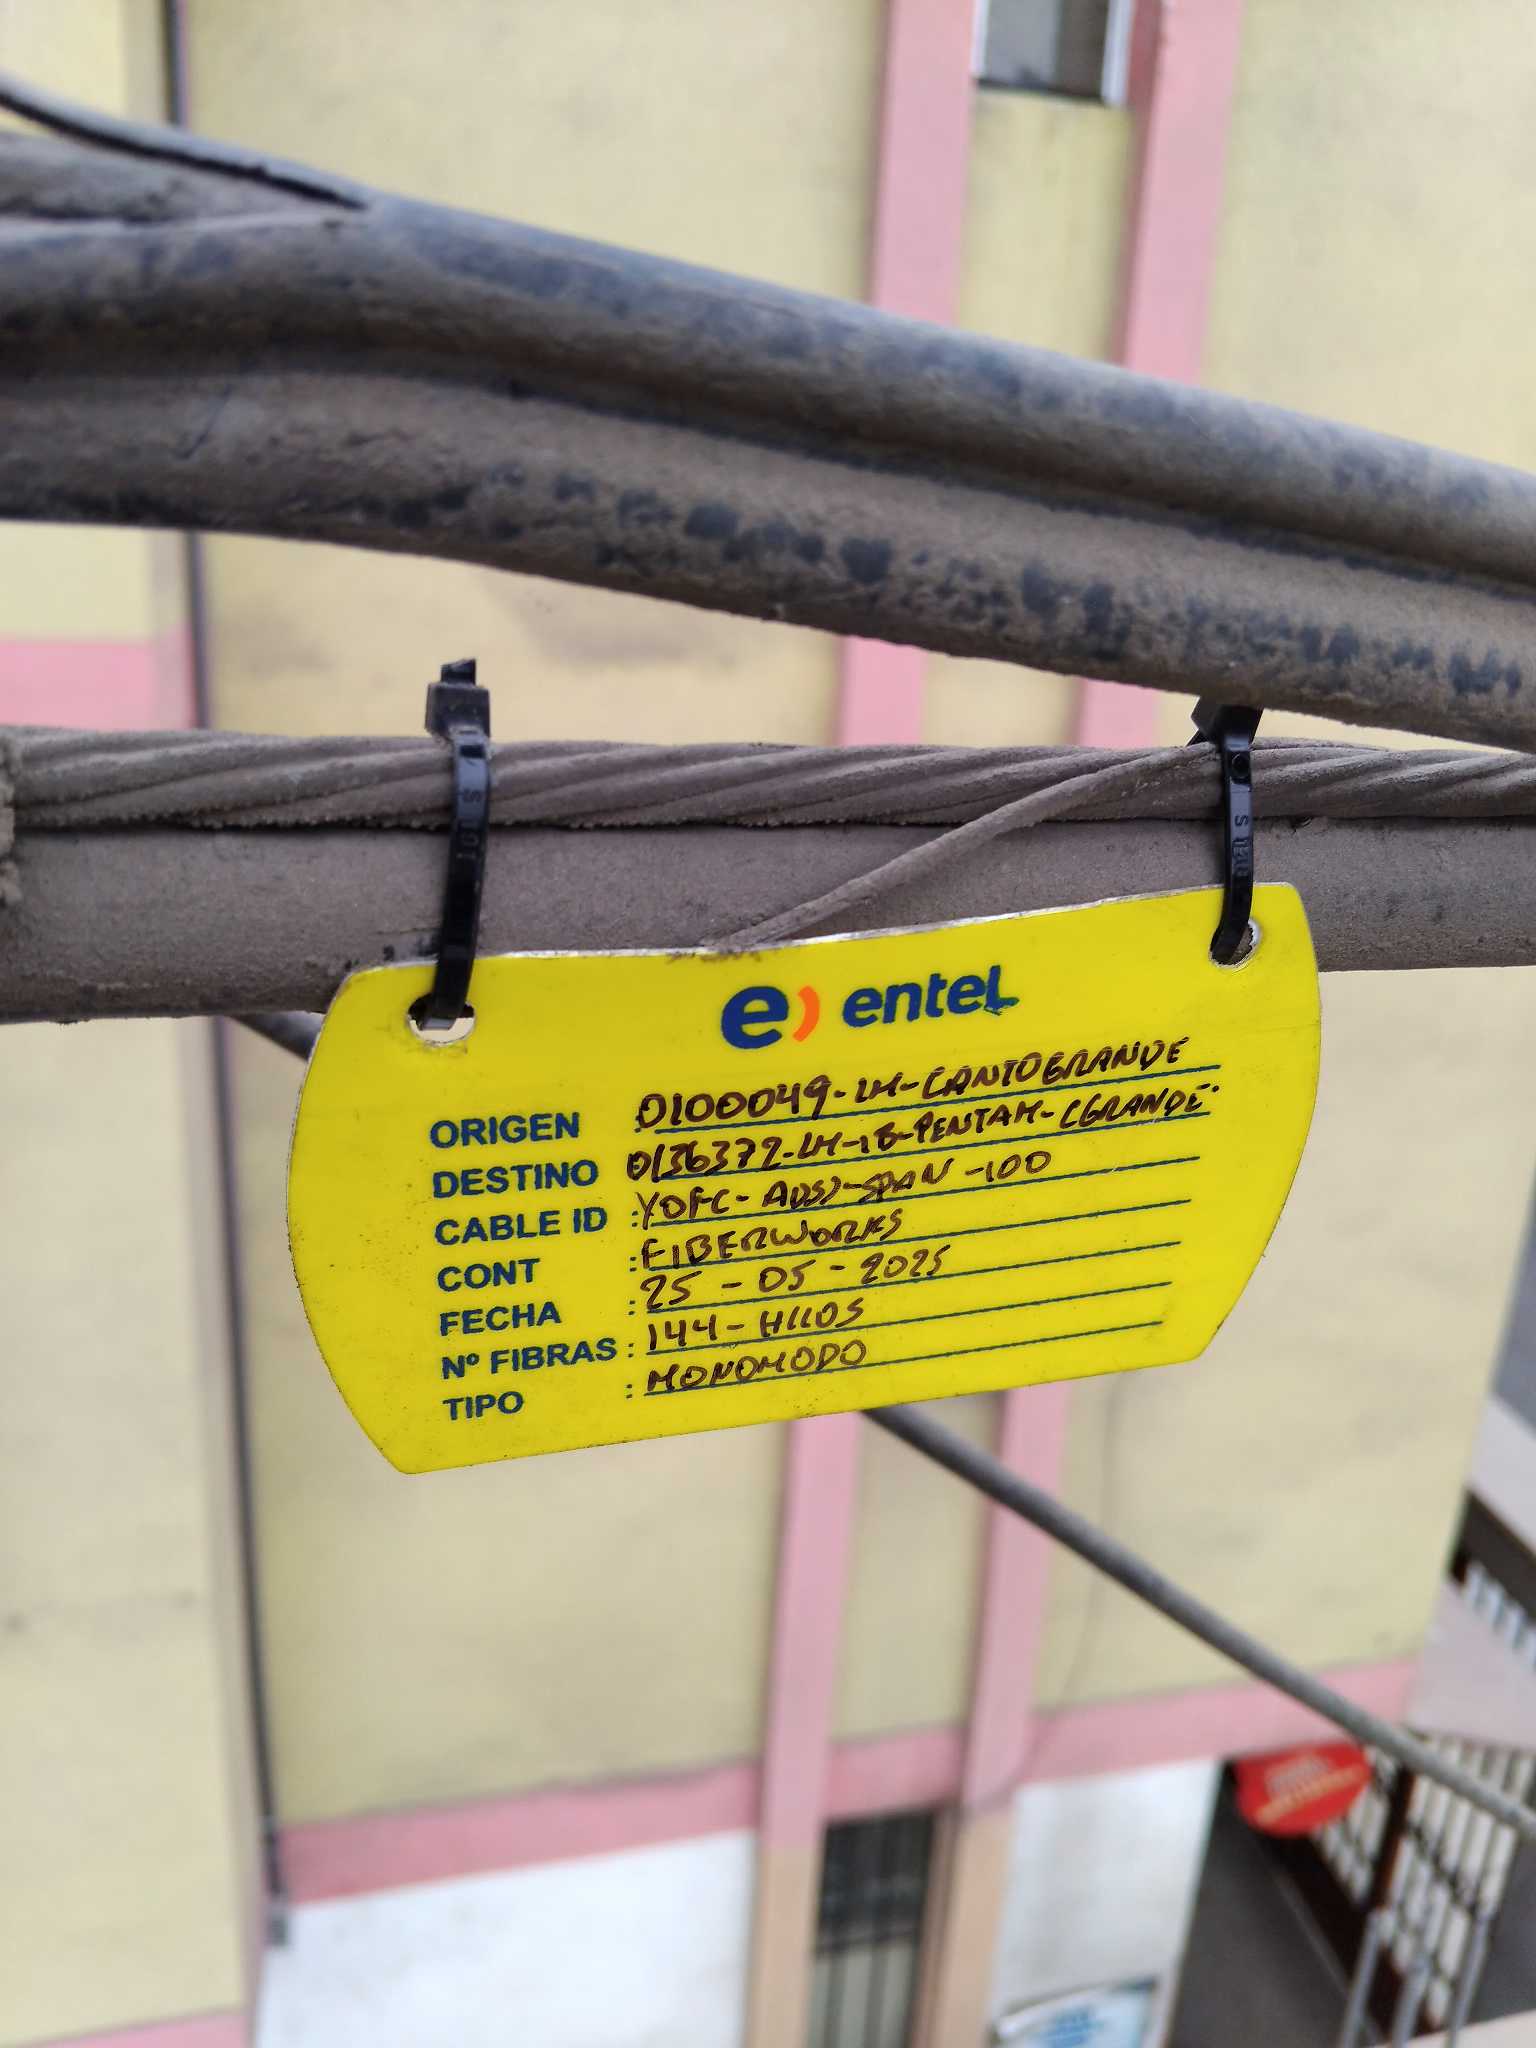 e) entel
ORIGEN : 0100049-LM-CANTOGRANDE
DESTINO 0136372-LM-IB-PENTAM-CGRANDE
CABLE ID : YOFC-ADSS-SPAN-100
CONT : FIBERWORKS
FECHA : 25-05-2025
Nº FIBRAS : 144-HILOS
TIPO : MONOMODO